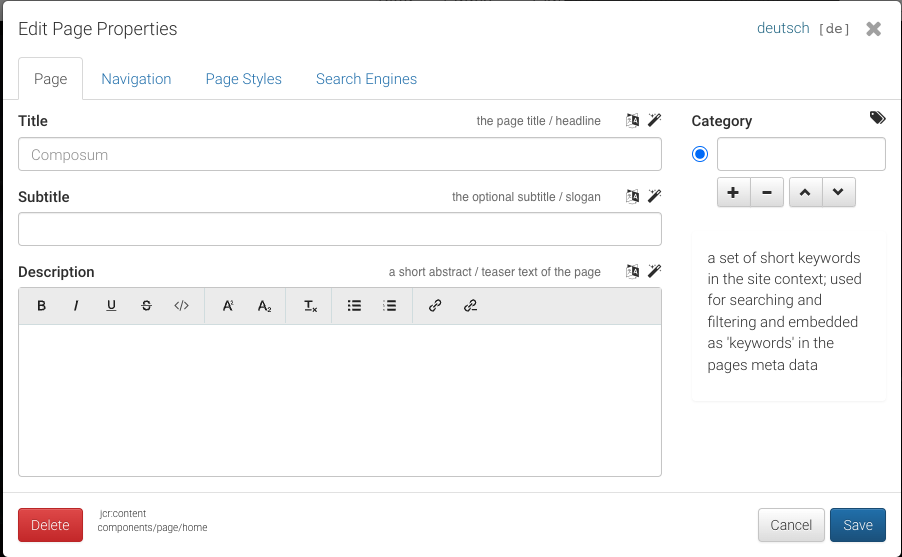 Edit Page Properties
deutsch [de]
Page Navigation Page Styles Search Engines
Title the page title / headline
Composum
Subtitle the optional subtitle / slogan
Description a short abstract / teaser text of the page
B I U S </> A² A₂ Tx
Category
a set of short keywords
in the site context; used
for searching and
filtering and embedded
as 'keywords' in the
pages meta data
Delete
jcr:content
components/page/home
Cancel Save